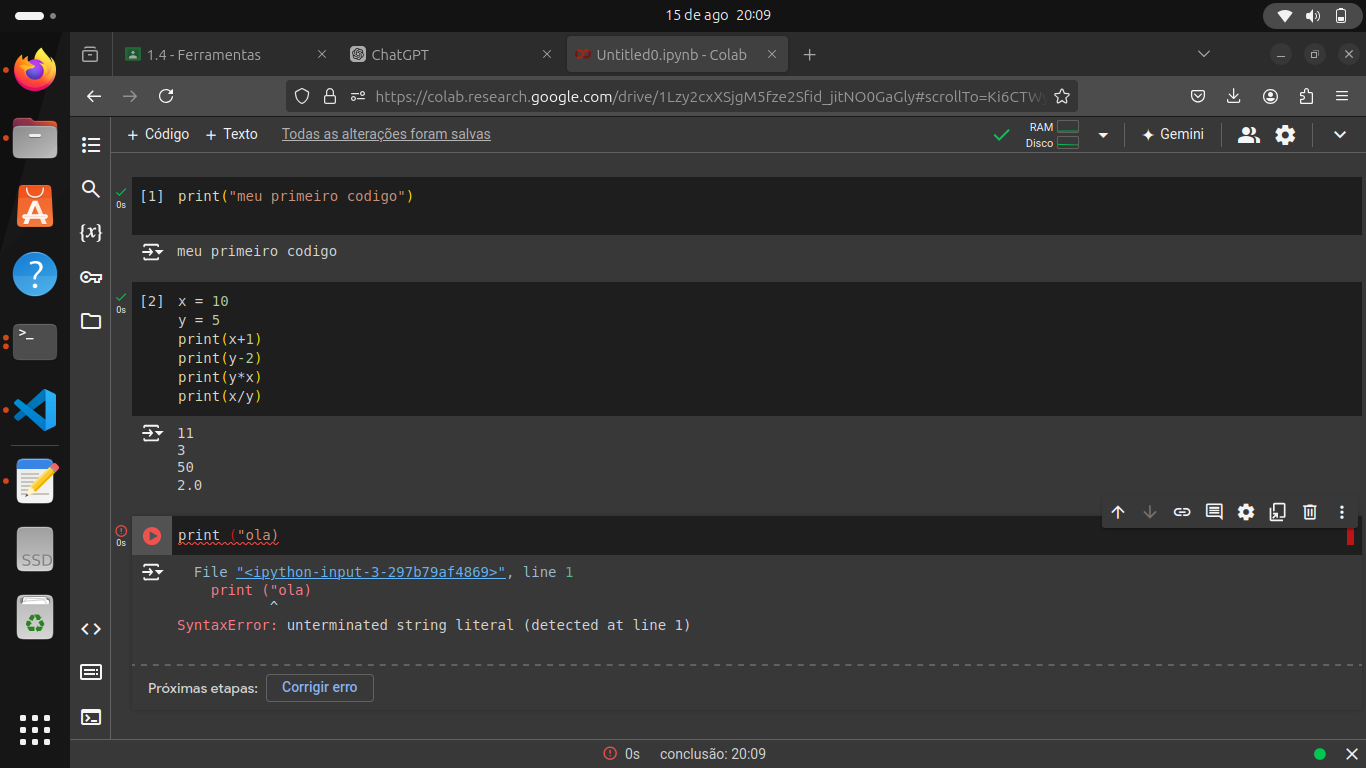 15 de ago 20:09
1.4 - Ferramentas
ChatGPT
Untitled0.ipynb - Colab
https://colab.research.google.com/drive/1Lzy2cxXSjgM5fze2Sfid_jitNO0GaGly#scrollTo=Ki6CTW
+ Código + Texto Todas as alterações foram salvas
RAM
Disco
Gemini
0s
[1] print("meu primeiro codigo")
meu primeiro codigo
0s
[2] x = 10
y = 5
print(x+1)
print(y-2)
print(y*x)
print(x/y)
11
3
50
2.0
0s
print ("ola)
File "<ipython-input-3-297b79af4869>", line 1
print ("ola)
^
SyntaxError: unterminated string literal (detected at line 1)
Próximas etapas: Corrigir erro
0s conclusão: 20:09
{x}
>_
SSD